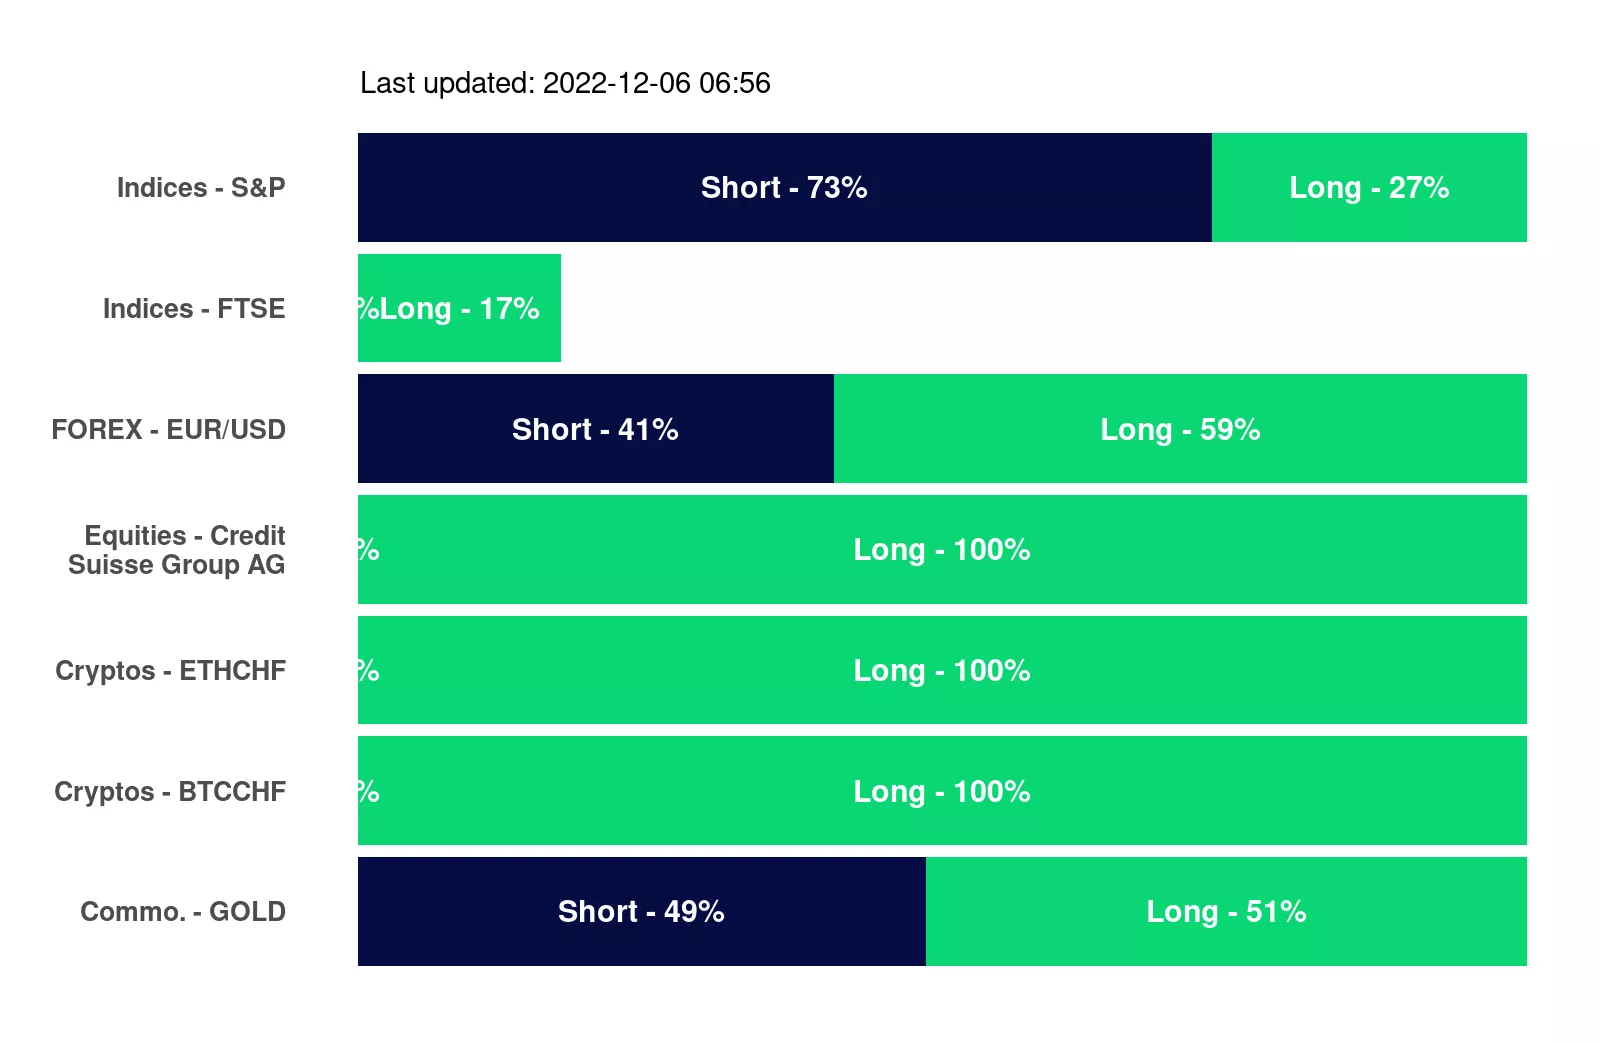 Last updated: 2022-12-06 06:56
Indices - S&P
Short - 73%
Long - 27%
Indices - FTSE
%Long - 17%
FOREX - EUR/USD
Short - 41%
Long - 59%
Equities - Credit
Suisse Group AG
%
Long - 100%
Cryptos - ETHCHF
%
Long - 100%
Cryptos - BTCCHF
%
Long - 100%
Commo. - GOLD
Short - 49%
Long - 51%